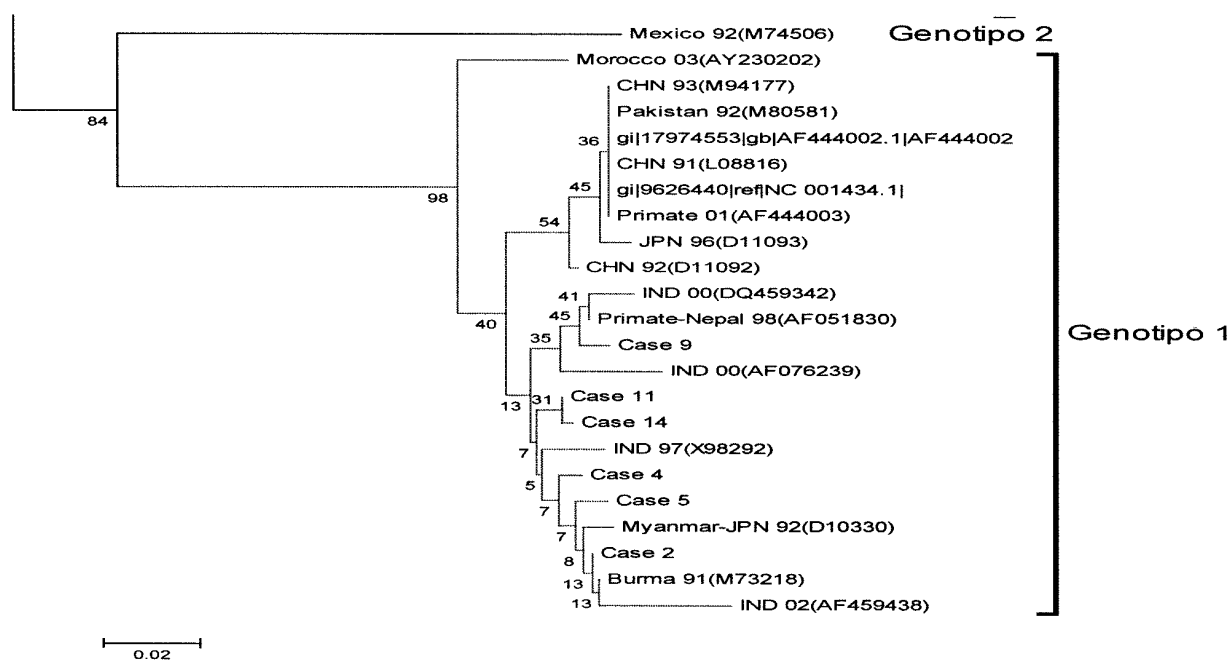 Mexico 92(M74506)
Genotipo 2
Morocco 03(AY230202)
CHN 93(M94177)
Pakistan 92(M80581)
gi|17974553|gb|AF444002.1|AF444002
CHN 91(L08816)
gi|9626440|ref|NC 001434.1|
Primate 01(AF444003)
JPN 96(D11093)
CHN 92(D11092)
IND 00(DQ459342)
Primate-Nepal 98(AF051830)
Case 9
IND 00(AF076239)
Case 11
Case 14
IND 97(X98292)
Case 4
Case 5
Myanmar-JPN 92(D10330)
Case 2
Burma 91(M73218)
IND 02(AF459438)
Genotipo 1
84
98
36
45
54
40
41
45
35
13
31
7
5
7
7
8
13
13
0.02